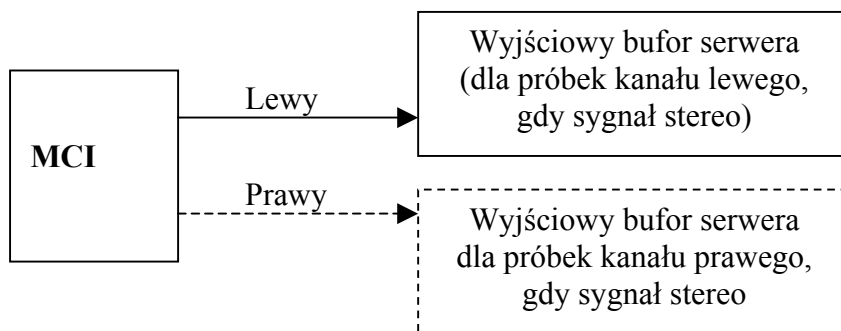 MCI
Lewy
Wyjściowy bufor serwera
(dla próbek kanału lewego,
gdy sygnał stereo)
Prawy
Wyjściowy bufor serwera
dla próbek kanału prawego,
gdy sygnał stereo